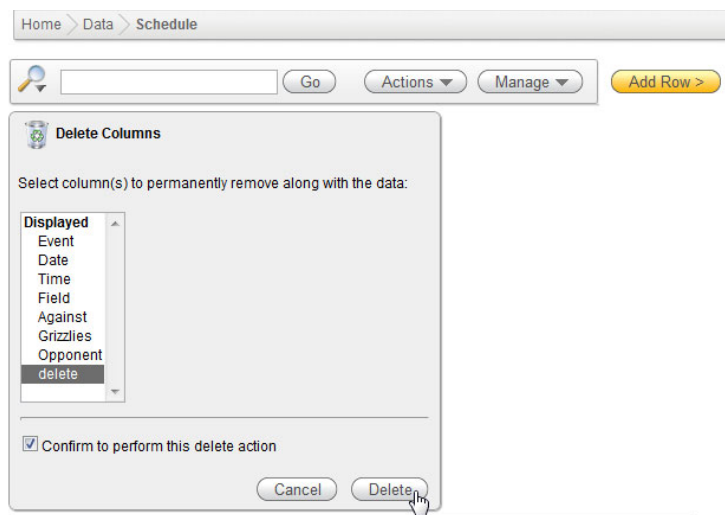 Home Data Schedule
Go Actions Manage Add Row >
Delete Columns
Select column(s) to permanently remove along with the data:
Displayed
Event
Date
Time
Field
Against
Grizzlies
Opponent
delete
Confirm to perform this delete action
Cancel Delete